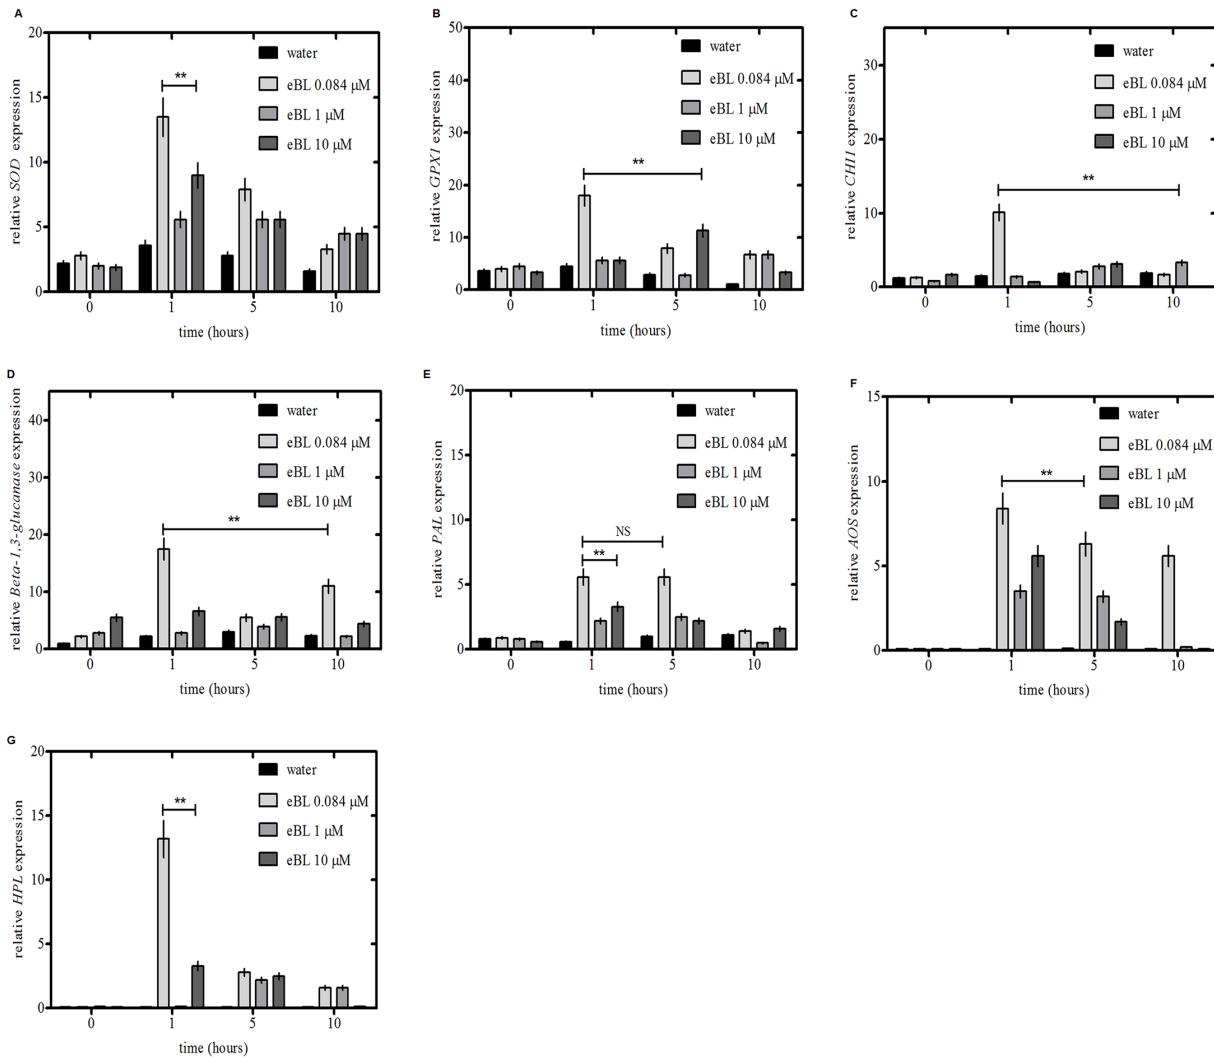 A
relative SOD expression
20
15
10
5
0
**
water
eBL 0.084 μM
eBL 1 μM
eBL 10 μM
0 1 5 10
time (hours)
B
relative GPX1 expression
50
40
30
20
10
0
**
water
eBL 0.084 μM
eBL 1 μM
eBL 10 μM
0 1 5 10
time (hours)
C
relative CHI1 expression
30
20
10
0
**
water
eBL 0.084 μM
eBL 1 μM
eBL 10 μM
0 1 5 10
time (hours)
D
relative Beta-1,3-glucanase expression
40
30
20
10
0
**
water
eBL 0.084 μM
eBL 1 μM
eBL 10 μM
0 1 5 10
time (hours)
E
relative PAL expression
20
15
10
5
0
NS
**
water
eBL 0.084 μM
eBL 1 μM
eBL 10 μM
0 1 5 10
time (hours)
F
relative AOS expression
15
10
5
0
**
water
eBL 0.084 μM
eBL 1 μM
eBL 10 μM
0 1 5 10
time (hours)
G
relative HPL expression
20
15
10
5
0
**
water
eBL 0.084 μM
eBL 1 μM
eBL 10 μM
0 1 5 10
time (hours)